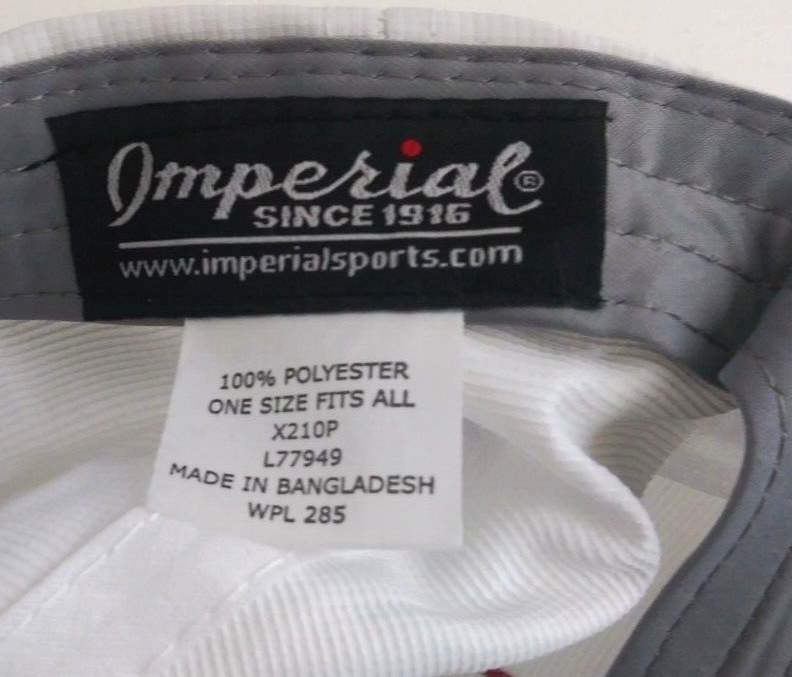 Imperial®
SINCE 1916
www.imperialsports.com
100% POLYESTER
ONE SIZE FITS ALL
X210P
L77949
MADE IN BANGLADESH
WPL 285